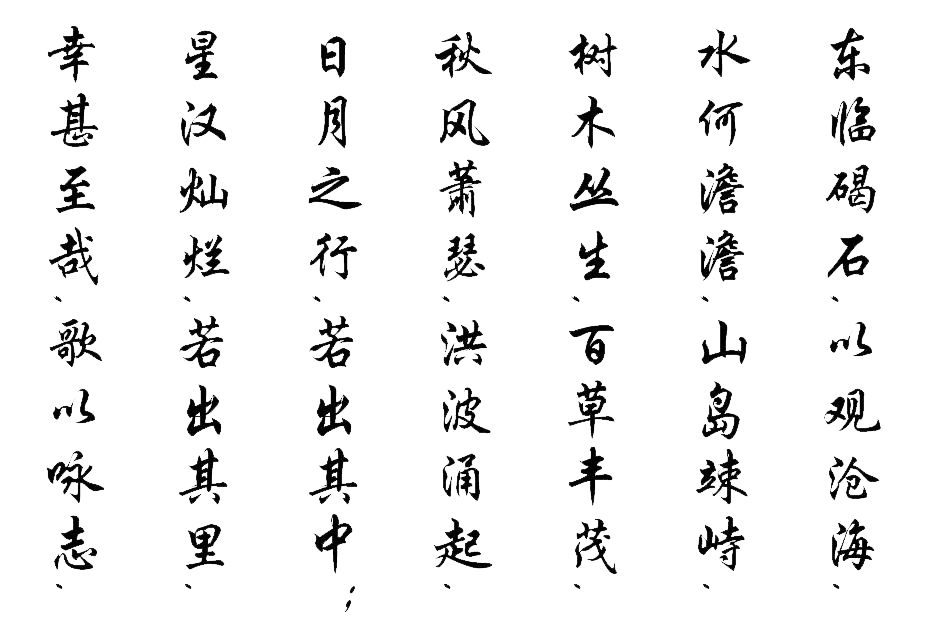 东临碣石、以观沧海、
水何澹澹、山岛竦峙、
树木丛生、百草丰茂、
秋风萧瑟、洪波涌起、
日月之行、若出其中；
星汉灿烂、若出其里、
幸甚至哉、歌以咏志、